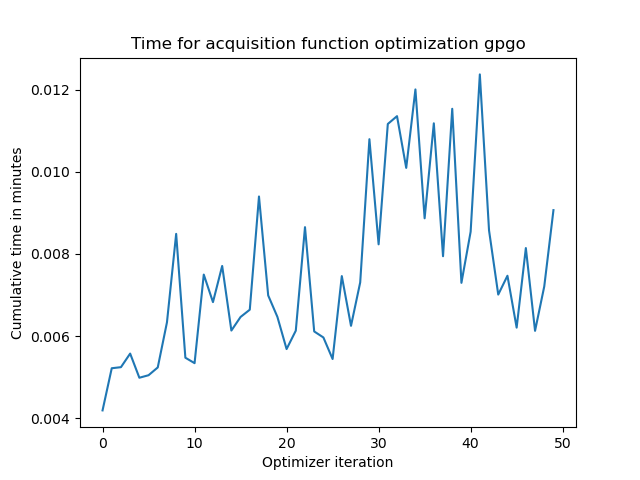 Time for acquisition function optimization gpgo
Cumulative time in minutes
0.012
0.010
0.008
0.006
0.004
0 10 20 30 40 50
Optimizer iteration